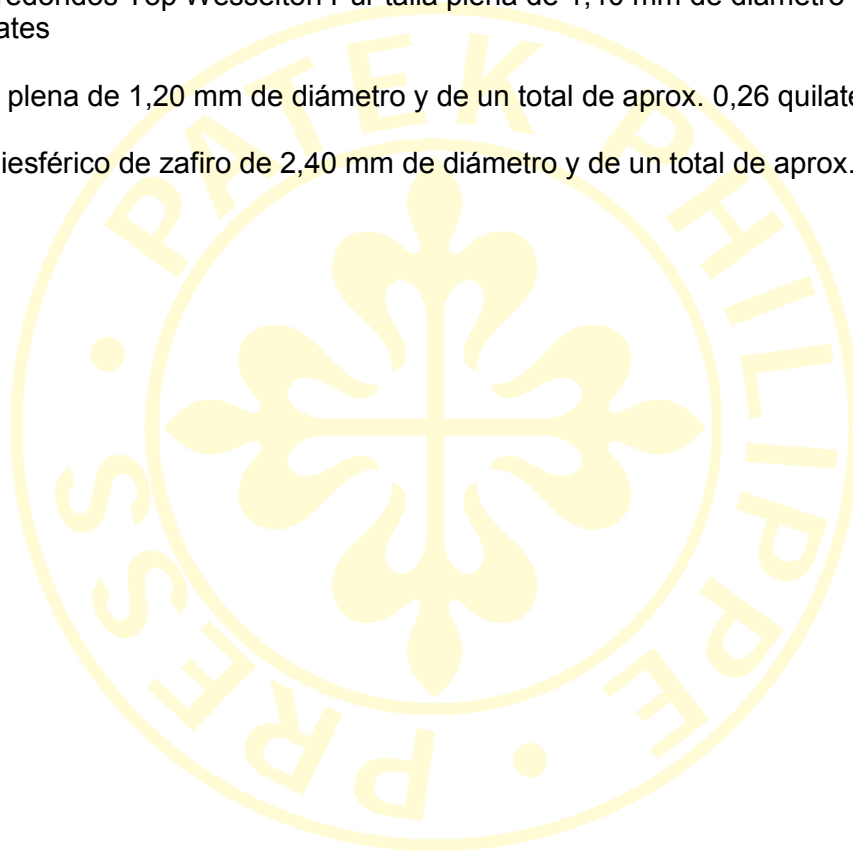 redondos Top Wesselton Pur talla plena de 1,10 mm de diámetro
ates
plena de 1,20 mm de diámetro y de un total de aprox. 0,26 quilate
iesférico de zafiro de 2,40 mm de diámetro y de un total de aprox.
PATEK PHILIPPE • PRESS •